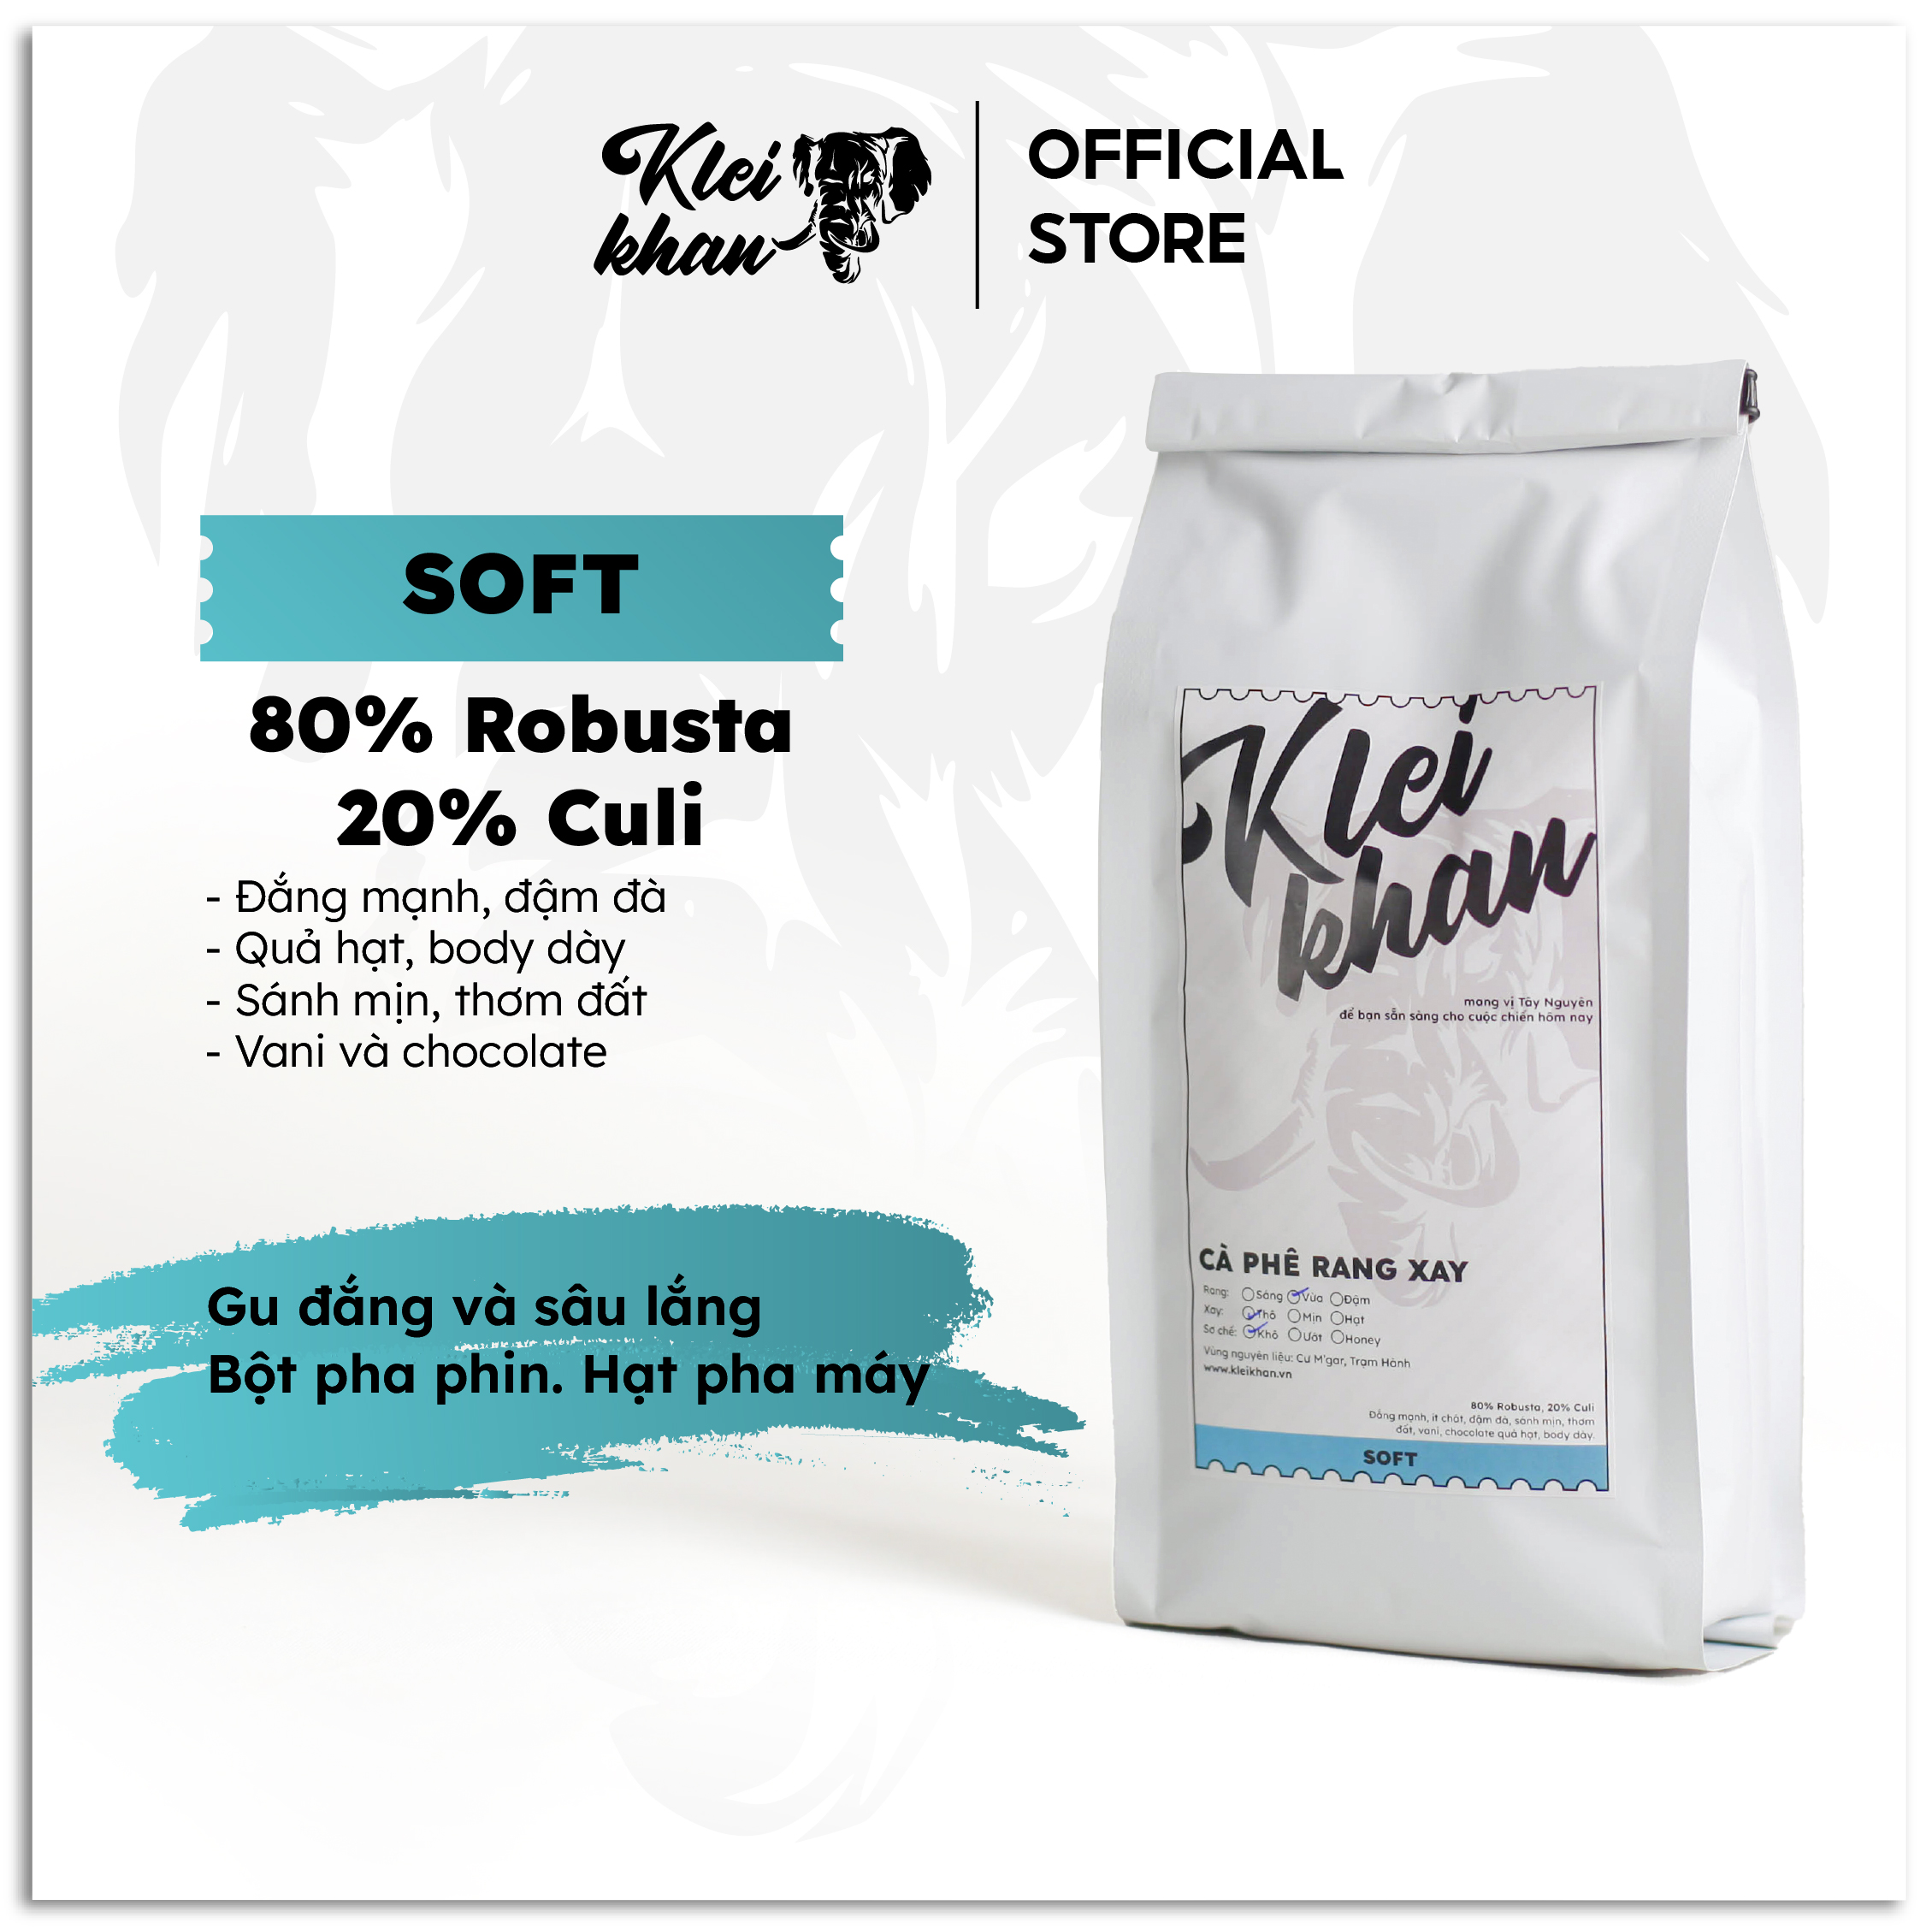 Klei
khan
OFFICIAL
STORE
SOFT
80% Robusta
20% Culi
- Đắng mạnh, đậm đà
- Quả hạt, body dày
- Sánh mịn, thơm đất
- Vani và chocolate
Gu đắng và sâu lắng
Bột pha phin. Hạt pha máy
Klei
khan
mang vị Tây Nguyên
để bạn sẵn sàng cho cuộc chiến hôm nay
CÀ PHÊ RANG XAY
Rang: Sáng Vừa Đậm
Xay: Thô Mịn Hạt
Sơ chế: Khô Ướt Honey
Vùng nguyên liệu: Cư M'gar, Trạm Hành
www.kleikhan.vn
80% Robusta, 20% Culi
Đắng mạnh, ít chát, đậm đà, sánh mịn, thơm
đất, vani, chocolate quả hạt, body dày.
SOFT